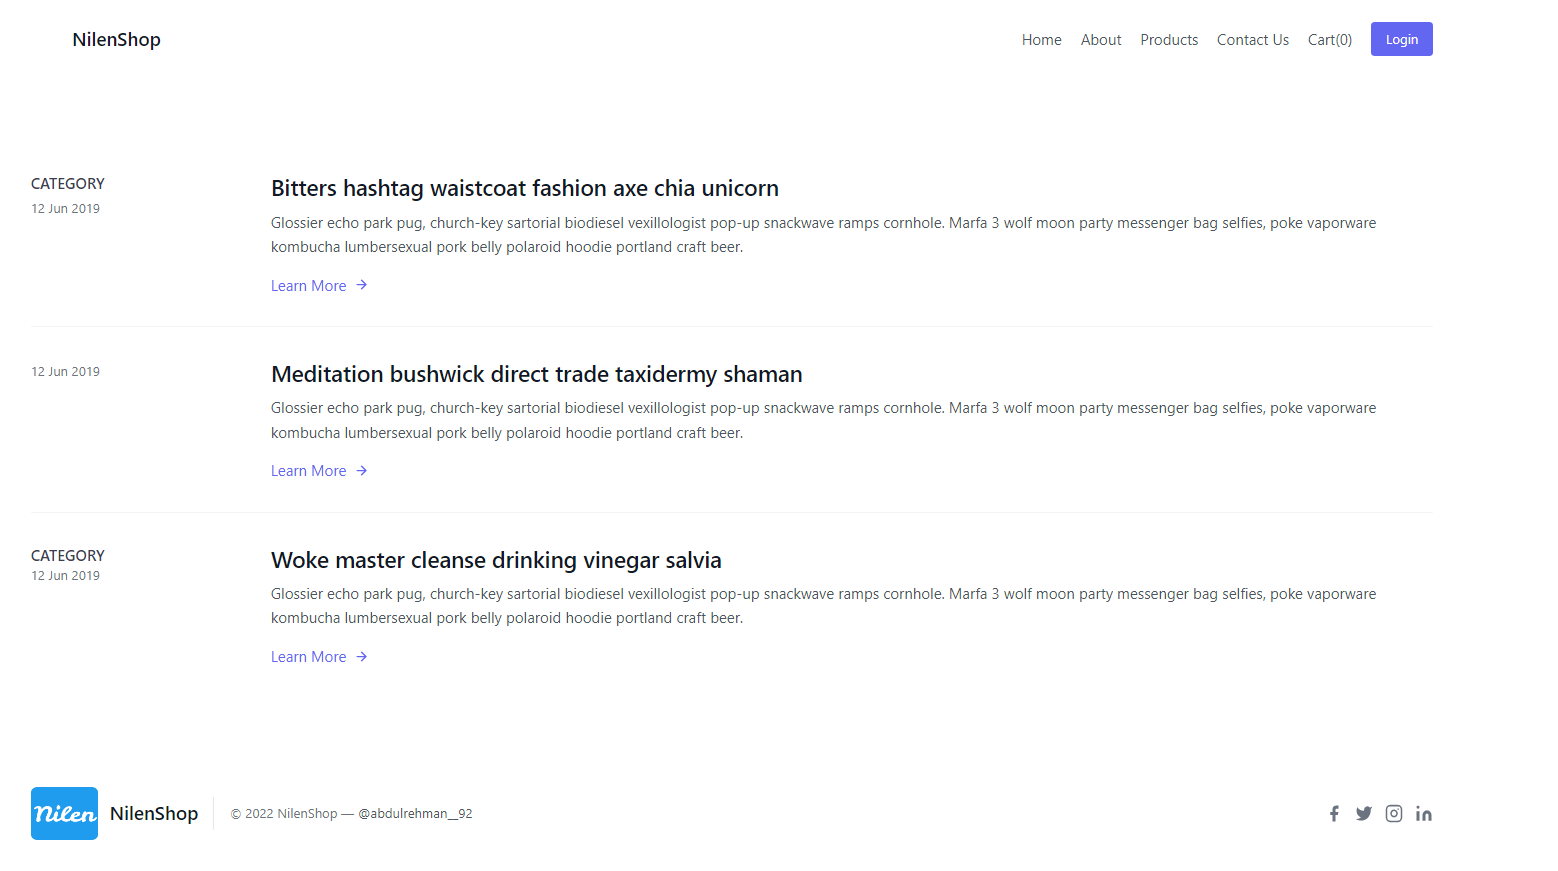 NilenShop
Home About Products Contact Us Cart(0) Login
CATEGORY
12 Jun 2019
Bitters hashtag waistcoat fashion axe chia unicorn
Glossier echo park pug, church-key sartorial biodiesel vexillologist pop-up snackwave ramps cornhole. Marfa 3 wolf moon party messenger bag selfies, poke vaporware
kombucha lumbersexual pork belly polaroid hoodie portland craft beer.
Learn More
12 Jun 2019
Meditation bushwick direct trade taxidermy shaman
Glossier echo park pug, church-key sartorial biodiesel vexillologist pop-up snackwave ramps cornhole. Marfa 3 wolf moon party messenger bag selfies, poke vaporware
kombucha lumbersexual pork belly polaroid hoodie portland craft beer.
Learn More
CATEGORY
12 Jun 2019
Woke master cleanse drinking vinegar salvia
Glossier echo park pug, church-key sartorial biodiesel vexillologist pop-up snackwave ramps cornhole. Marfa 3 wolf moon party messenger bag selfies, poke vaporware
kombucha lumbersexual pork belly polaroid hoodie portland craft beer.
Learn More
Nilen
NilenShop
© 2022 NilenShop — @abdulrehman__92